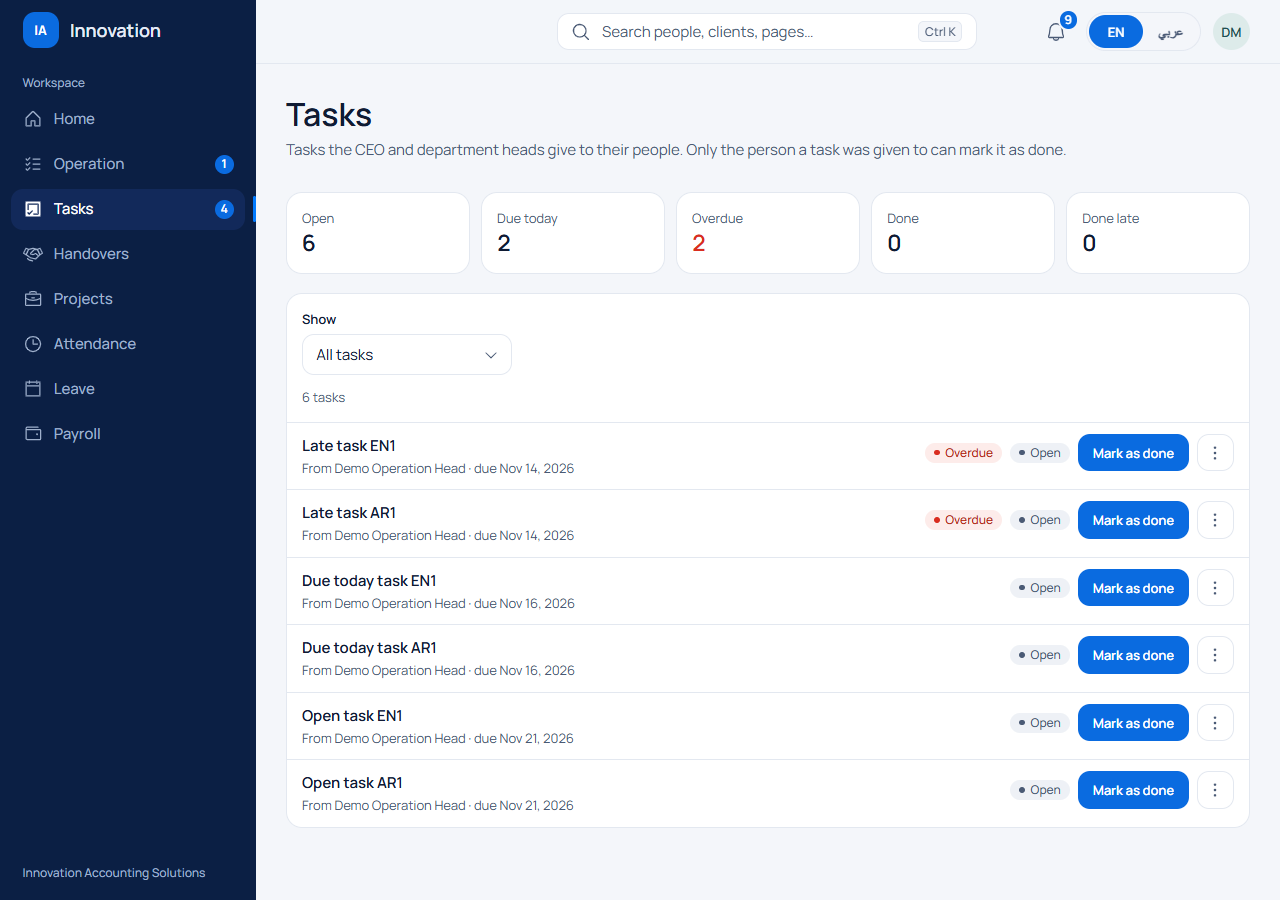 IA Innovation
Search people, clients, pages... Ctrl K
9
EN عربي
DM
Workspace
Home
Operation 1
Tasks 4
Handovers
Projects
Attendance
Leave
Payroll
Innovation Accounting Solutions
Tasks
Tasks the CEO and department heads give to their people. Only the person a task was given to can mark it as done.
Open
6
Due today
2
Overdue
2
Done
0
Done late
0
Show
All tasks
6 tasks
Late task EN1
From Demo Operation Head · due Nov 14, 2026
Overdue Open Mark as done
Late task AR1
From Demo Operation Head · due Nov 14, 2026
Overdue Open Mark as done
Due today task EN1
From Demo Operation Head · due Nov 16, 2026
Open Mark as done
Due today task AR1
From Demo Operation Head · due Nov 16, 2026
Open Mark as done
Open task EN1
From Demo Operation Head · due Nov 21, 2026
Open Mark as done
Open task AR1
From Demo Operation Head · due Nov 21, 2026
Open Mark as done